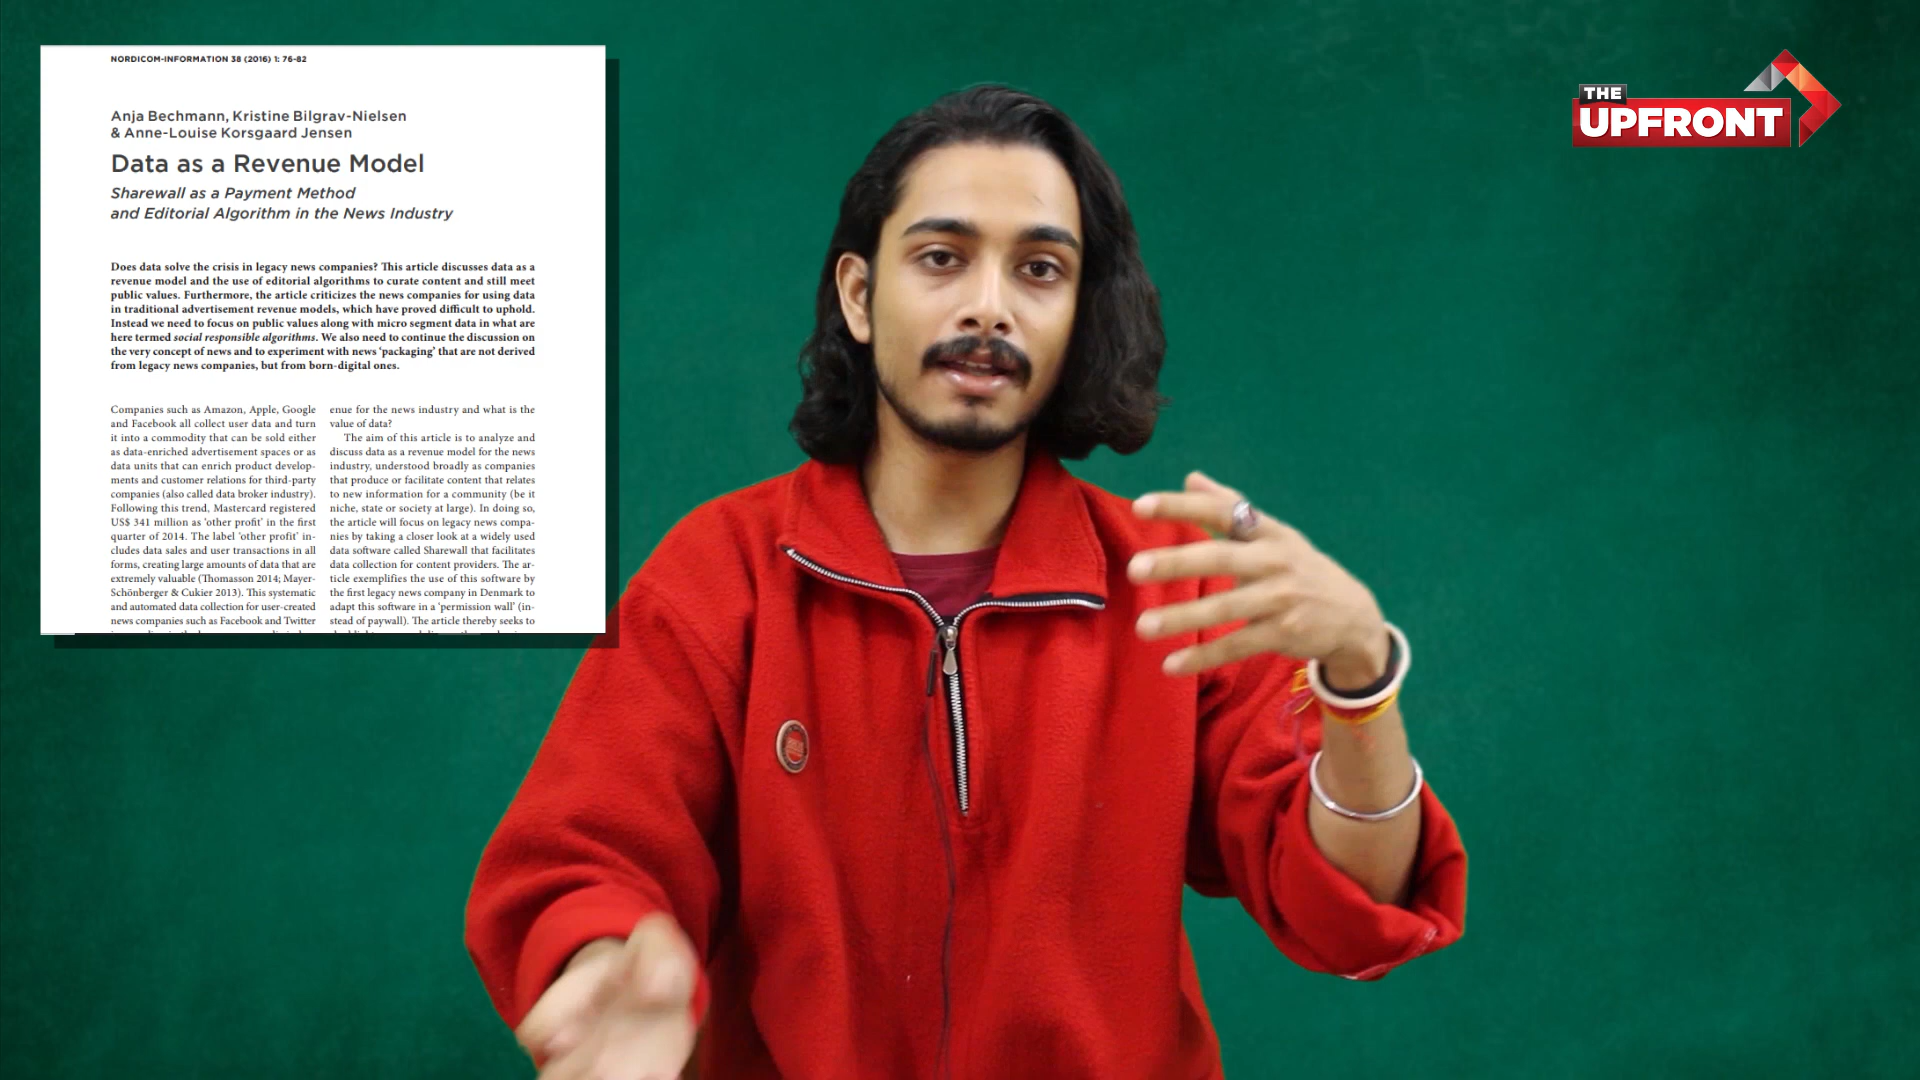 NORDICOM-INFORMATION 38 (2016) 1: 76-82
Anja Bechmann, Kristine Bilgrav-Nielsen
& Anne-Louise Korsgaard Jensen
Data as a Revenue Model
Sharewall as a Payment Method
and Editorial Algorithm in the News Industry
Does data solve the crisis in legacy news companies? This article discusses data as a
revenue model and the use of editorial algorithms to curate content and still meet
public values. Furthermore, the article criticizes the news companies for using data
in traditional advertisement revenue models, which have proved difficult to uphold.
Instead we need to focus on public values along with micro segment data in what are
here termed social responsible algorithms. We also need to continue the discussion on
the very concept of news and to experiment with news ‘packaging’ that are not derived
from legacy news companies, but from born-digital ones.
Companies such as Amazon, Apple, Google
and Facebook all collect user data and turn
it into a commodity that can be sold either
as data-enriched advertisement spaces or as
data units that can enrich product develop-
ments and customer relations for third-party
companies (also called data broker industry).
Following this trend, Mastercard registered
US$ 341 million as ‘other profit’ in the first
quarter of 2014. The label ‘other profit’ in-
cludes data sales and user transactions in all
forms, creating large amounts of data that are
extremely valuable (Thomasson 2014; Mayer-
Schönberger & Cukier 2013). This systematic
and automated data collection for user-created
news companies such as Facebook and Twitter
enue for the news industry and what is the
value of data?
The aim of this article is to analyze and
discuss data as a revenue model for the news
industry, understood broadly as companies
that produce or facilitate content that relates
to new information for a community (be it
niche, state or society at large). In doing so,
the article will focus on legacy news compa-
nies by taking a closer look at a widely used
data software called Sharewall that facilitates
data collection for content providers. The ar-
ticle exemplifies the use of this software by
the first legacy news company in Denmark to
adapt this software in a ‘permission wall’ (in-
stead of paywall). The article thereby seeks to
THE
UPFRONT